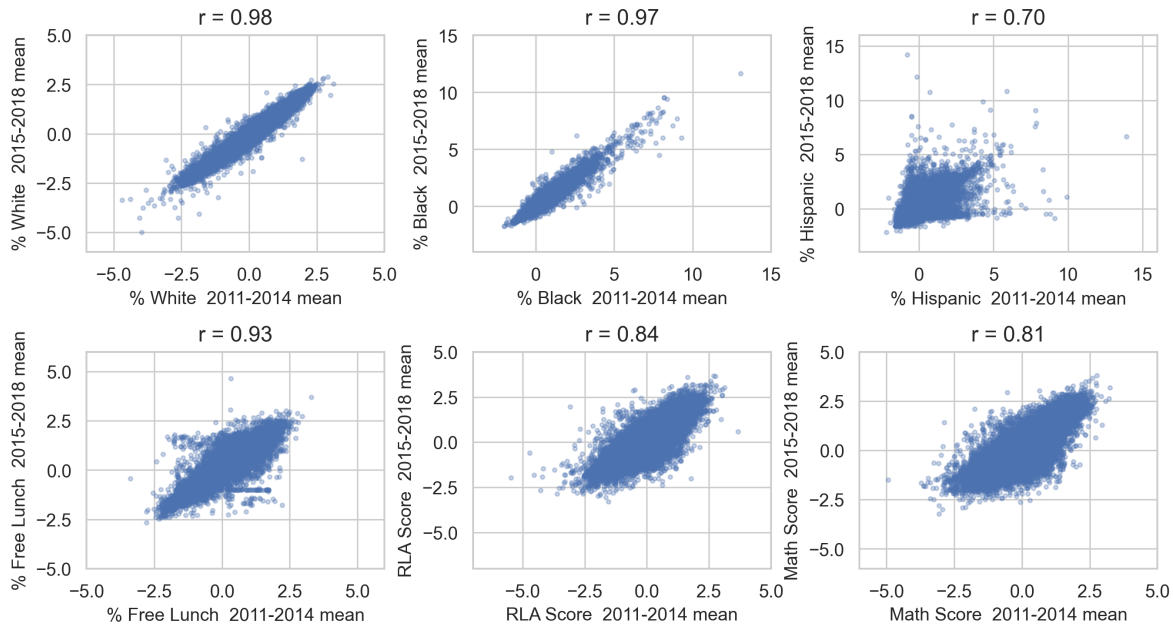 r = 0.98
5.0
2.5
0.0
−2.5
−5.0
% White 2015-2018 mean
−5.0 −2.5 0.0 2.5 5.0
% White 2011-2014 mean
r = 0.97
15
10
5
0
% Black 2015-2018 mean
0 5 10 15
% Black 2011-2014 mean
r = 0.70
15
10
5
0
% Hispanic 2015-2018 mean
0 5 10 15
% Hispanic 2011-2014 mean
r = 0.93
5.0
2.5
0.0
−2.5
−5.0
% Free Lunch 2015-2018 mean
−5.0 −2.5 0.0 2.5 5.0
% Free Lunch 2011-2014 mean
r = 0.84
5.0
2.5
0.0
−2.5
−5.0
RLA Score 2015-2018 mean
−5.0 −2.5 0.0 2.5 5.0
RLA Score 2011-2014 mean
r = 0.81
5.0
2.5
0.0
−2.5
−5.0
Math Score 2015-2018 mean
−5.0 −2.5 0.0 2.5 5.0
Math Score 2011-2014 mean